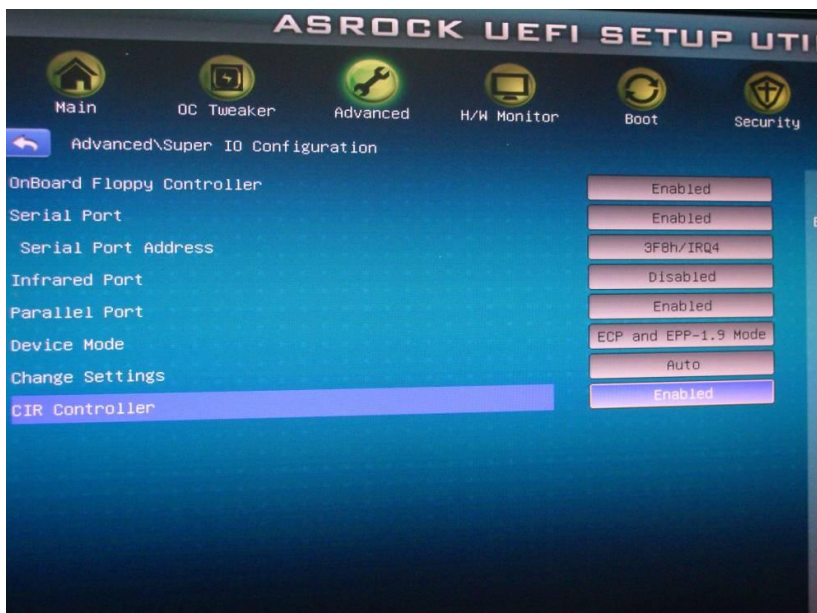 ASROCK UEFI SETUP
Main OC Tweaker Advanced H/W Monitor Boot Security
Advanced\Super IO Configuration
OnBoard Floppy Controller Enabled
Serial Port Enabled
Serial Port Address 3F8h/IRQ4
Infrared Port Disabled
Parallel Port Enabled
Device Mode ECP and EPP-1.9 Mode
Change Settings Auto
CIR Controller Enabled